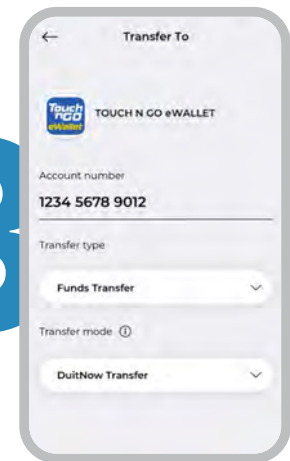 Transfer To
Touch
nGO
eWallet
TOUCH N GO eWALLET
Account number
1234 5678 9012
Transfer type
Funds Transfer
Transfer mode
DuitNow Transfer